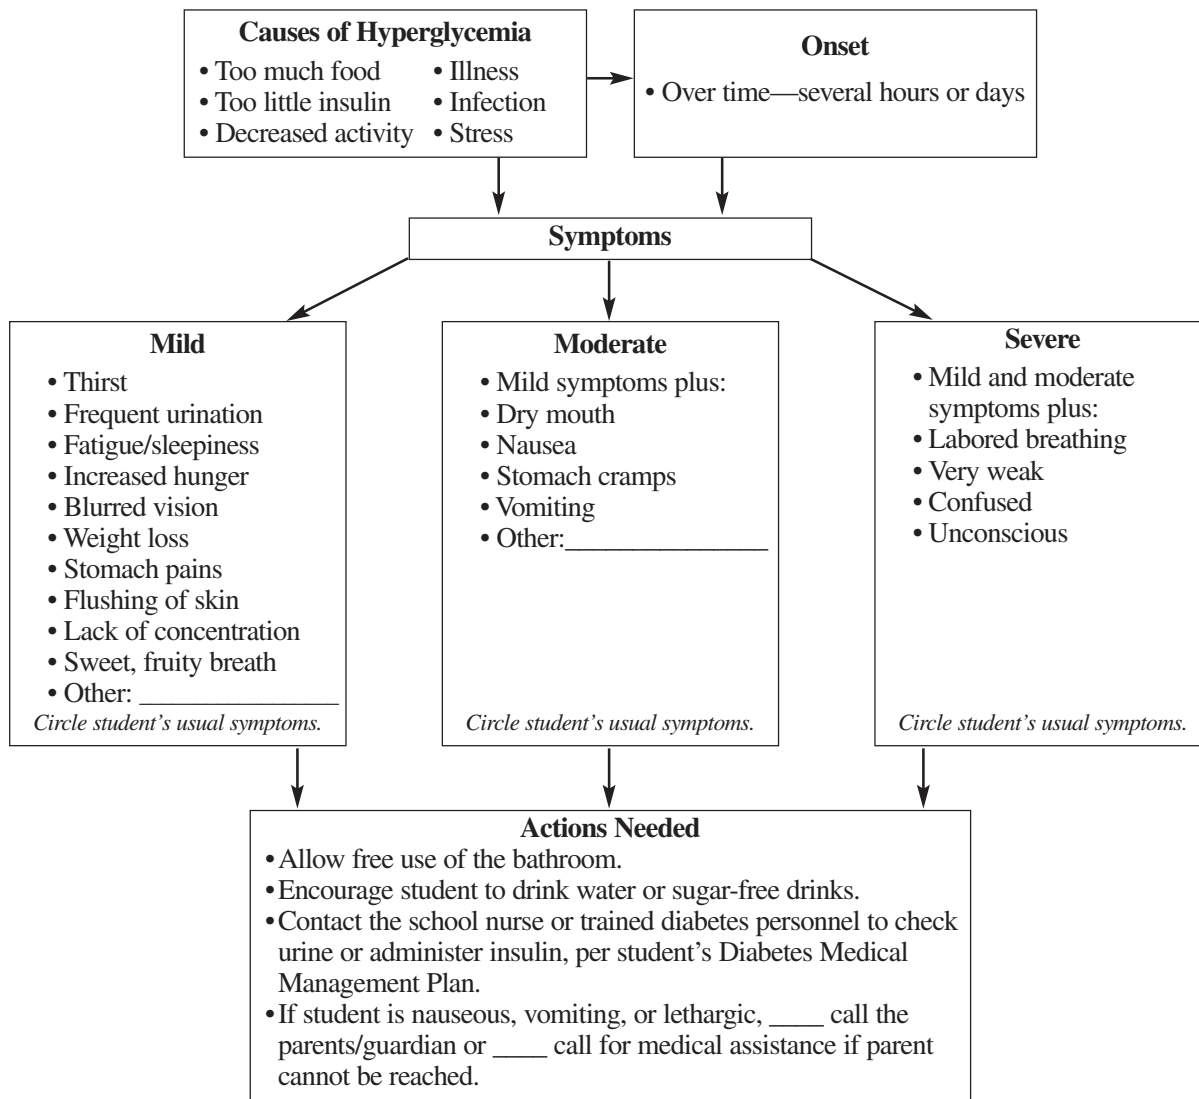 Causes of Hyperglycemia
• Too much food
• Too little insulin
• Decreased activity
• Illness
• Infection
• Stress
Onset
• Over time—several hours or days
Symptoms
Mild
• Thirst
• Frequent urination
• Fatigue/sleepiness
• Increased hunger
• Blurred vision
• Weight loss
• Stomach pains
• Flushing of skin
• Lack of concentration
• Sweet, fruity breath
• Other: _______________
Circle student’s usual symptoms.
Moderate
• Mild symptoms plus:
• Dry mouth
• Nausea
• Stomach cramps
• Vomiting
• Other:_______________
Circle student’s usual symptoms.
Severe
• Mild and moderate
symptoms plus:
• Labored breathing
• Very weak
• Confused
• Unconscious
Circle student’s usual symptoms.
Actions Needed
• Allow free use of the bathroom.
• Encourage student to drink water or sugar-free drinks.
• Contact the school nurse or trained diabetes personnel to check
urine or administer insulin, per student’s Diabetes Medical
Management Plan.
• If student is nauseous, vomiting, or lethargic, ____ call the
parents/guardian or ____ call for medical assistance if parent
cannot be reached.